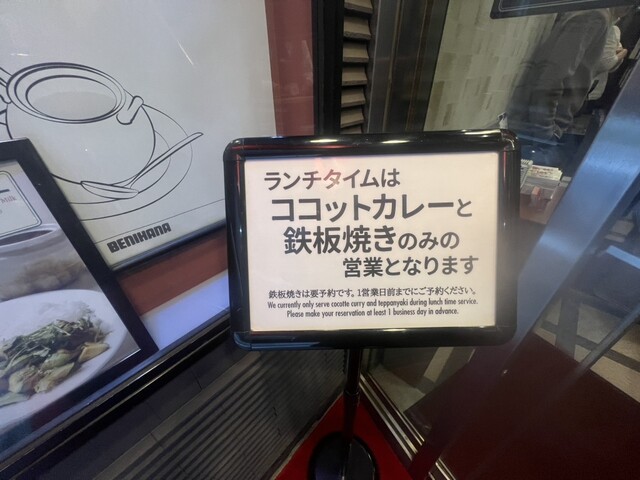 BENIHANA
ランチタイムは
ココットカレーと
鉄板焼きのみの
営業となります
鉄板焼きは要予約です。1営業日前までにご予約ください。
We currently only serve cocotte curry and teppanyaki during lunch time service.
Please make your reservation at least 1 business day in advance.